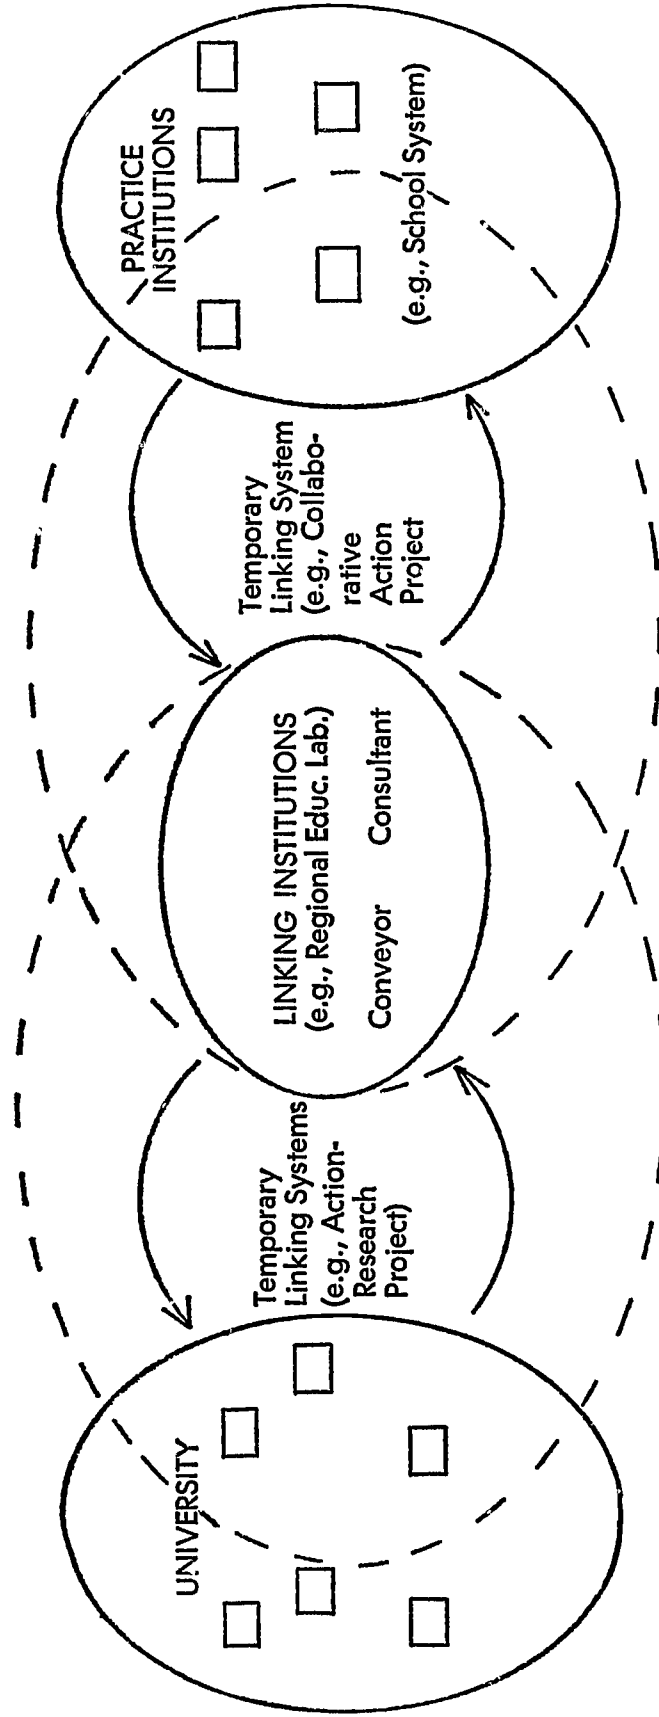 UNIVERSITY
Temporary
Linking Systems
(e.g., Action-
Research
Project)
LINKING INSTITUTIONS
(e.g., Regional Educ. Lab.)
Conveyor Consultant
Temporary
Linking System
(e.g., Collabo-
rative
Action
Project
PRACTICE
INSTITUTIONS
(e.g., School System)